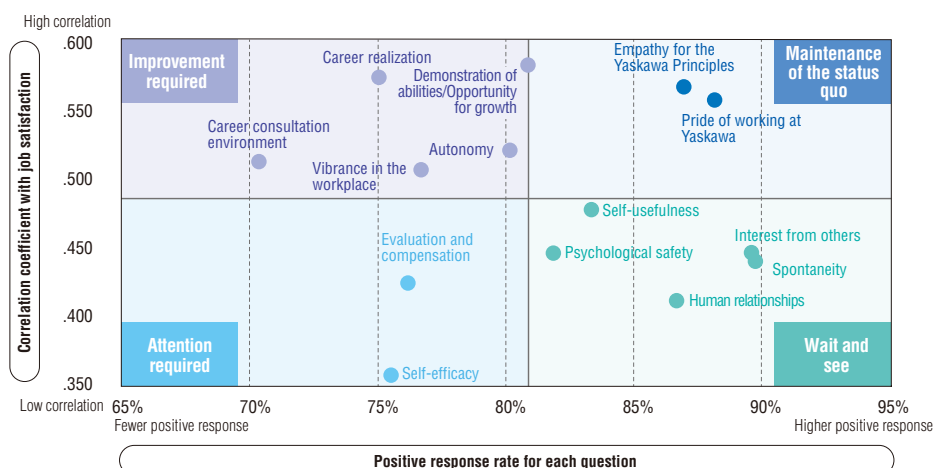 High correlation
Correlation coefficient with job satisfaction
.600
.550
.500
.450
.400
.350
Low correlation
Improvement
required
Career realization
Demonstration of
abilities/Opportunity
for growth
Career consultation
environment
Vibrance in the
workplace
Autonomy
Empathy for the
Yaskawa Principles
Pride of working at
Yaskawa
Maintenance
of the status
quo
Evaluation and
compensation
Self-efficacy
Attention
required
Self-usefulness
Psychological safety
Interest from others
Spontaneity
Human relationships
Wait and
see
65%
70%
75%
80%
85%
90%
95%
Fewer positive response
Higher positive response
Positive response rate for each question